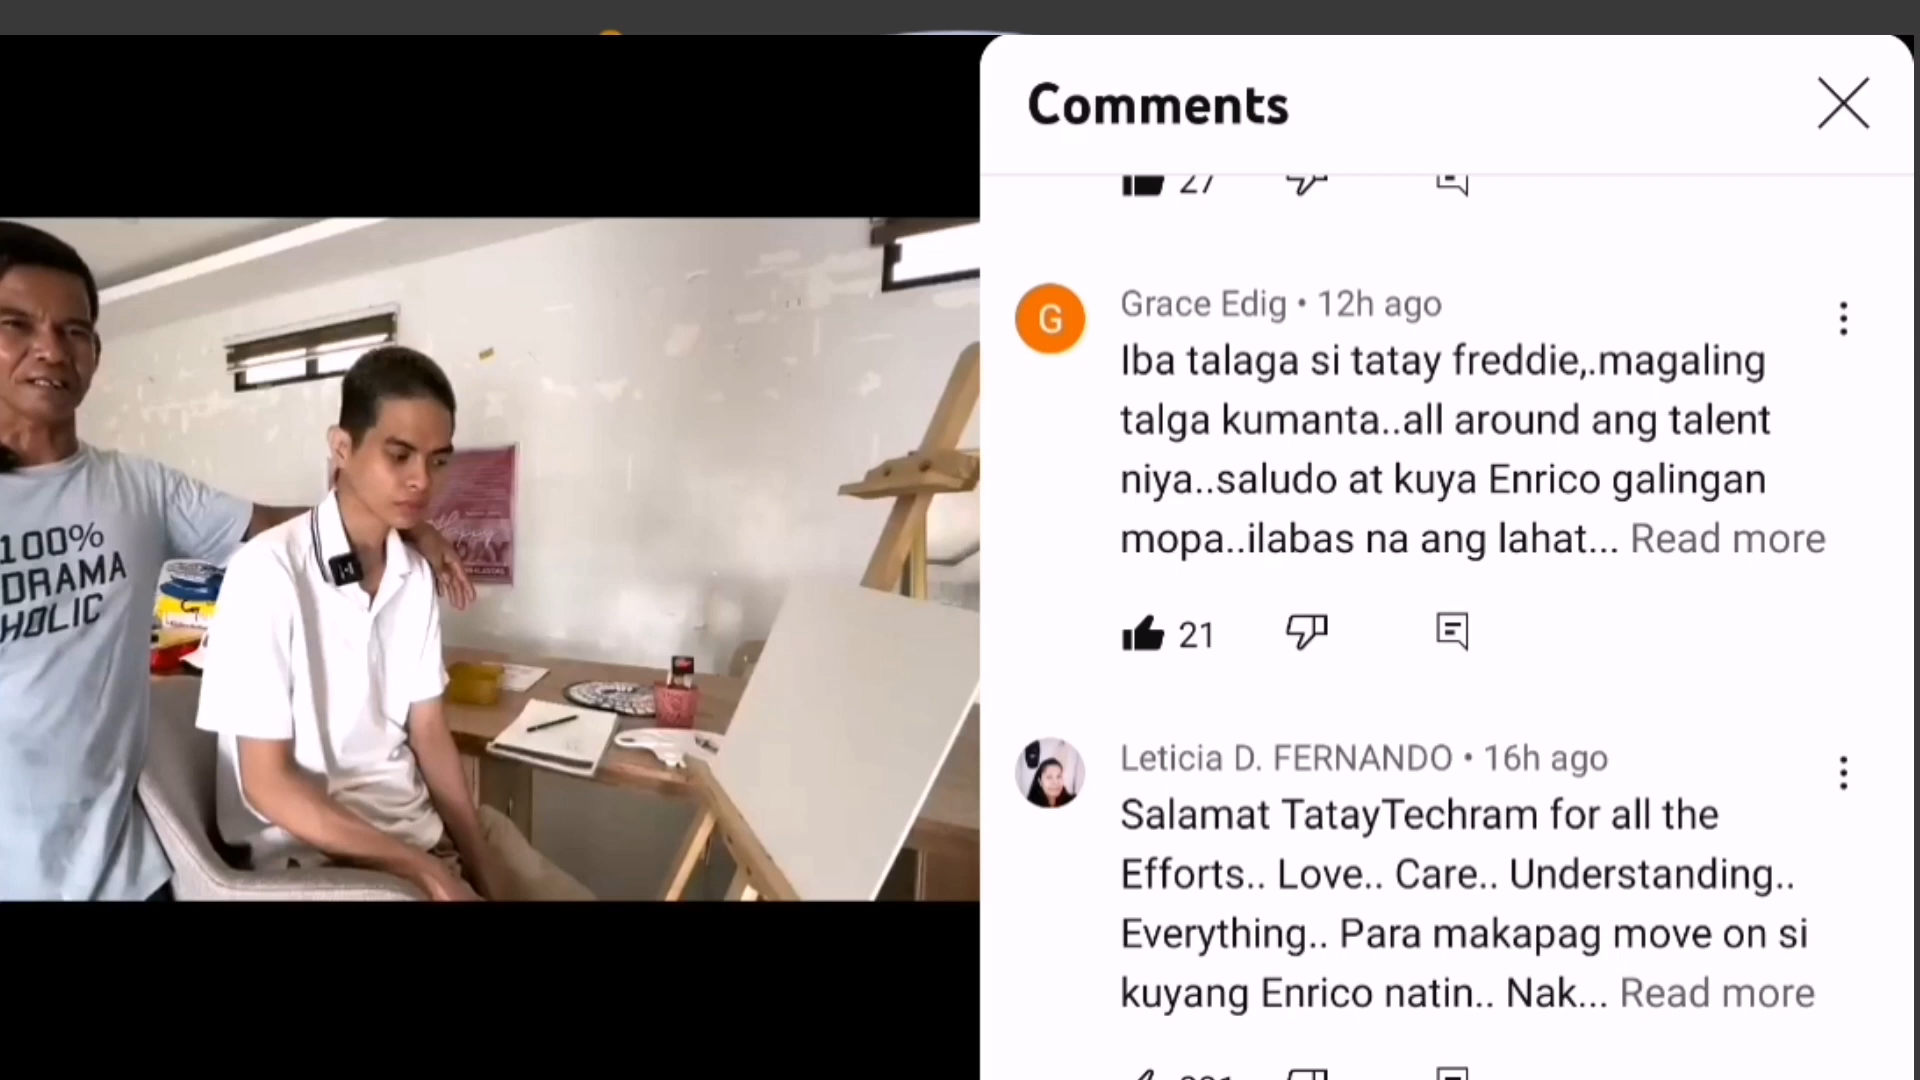 Comments
27
G
Grace Edig • 12h ago
Iba talaga si tatay freddie,.magaling
talga kumanta..all around ang talent
niya..saludo at kuya Enrico galingan
mopa..ilabas na ang lahat... Read more
21
Leticia D. FERNANDO • 16h ago
Salamat TatayTechram for all the
Efforts.. Love.. Care.. Understanding..
Everything.. Para makapag move on si
kuyang Enrico natin.. Nak... Read more
100%
DRAMA
HOLIC